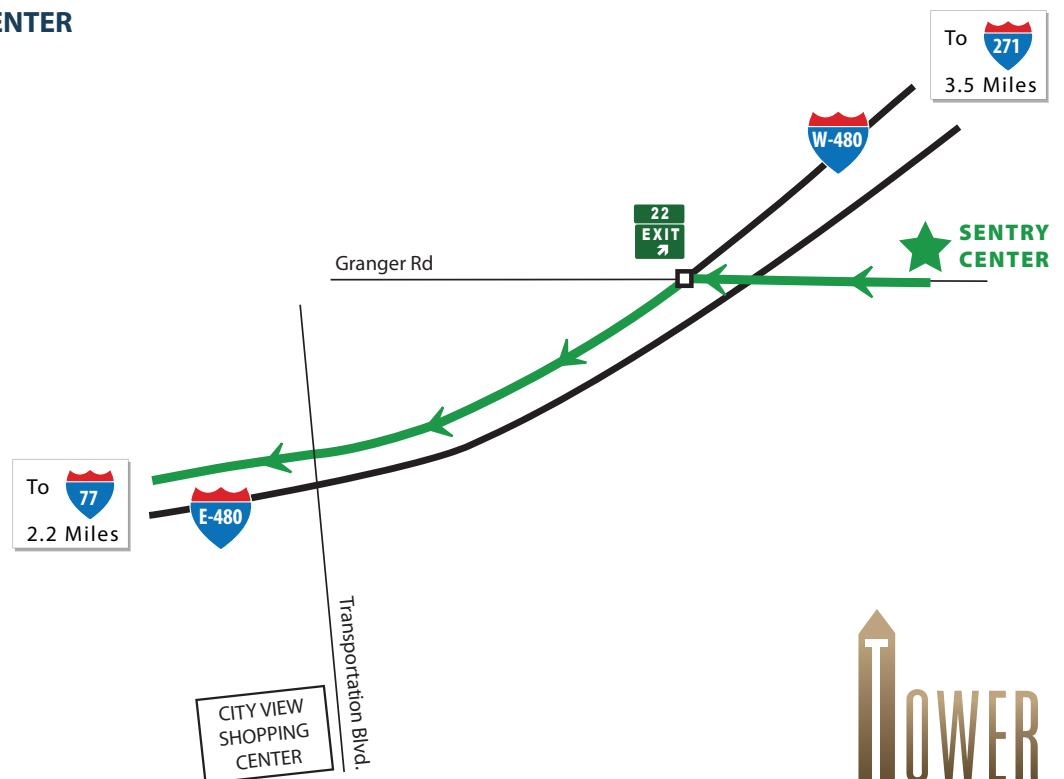 ENTER
To 271
3.5 Miles
W-480
22
EXIT
SENTRY
CENTER
Granger Rd
To 77
2.2 Miles
E-480
Transportation Blvd.
CITY VIEW
SHOPPING
CENTER
TOWER